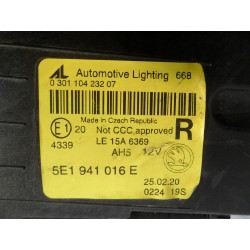 AL Automotive Lighting 668
0 301 104 232 07
Made in Czech Republic
E1 20 Not CCC approved R
4339 LE 15A 6369
AH5 12V
5E1 941 016 E
25.02.20
0224 19S